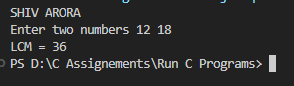 SHIV ARORA
Enter two numbers 12 18
LCM = 36
PS D:\C Assignements\Run C Programs>